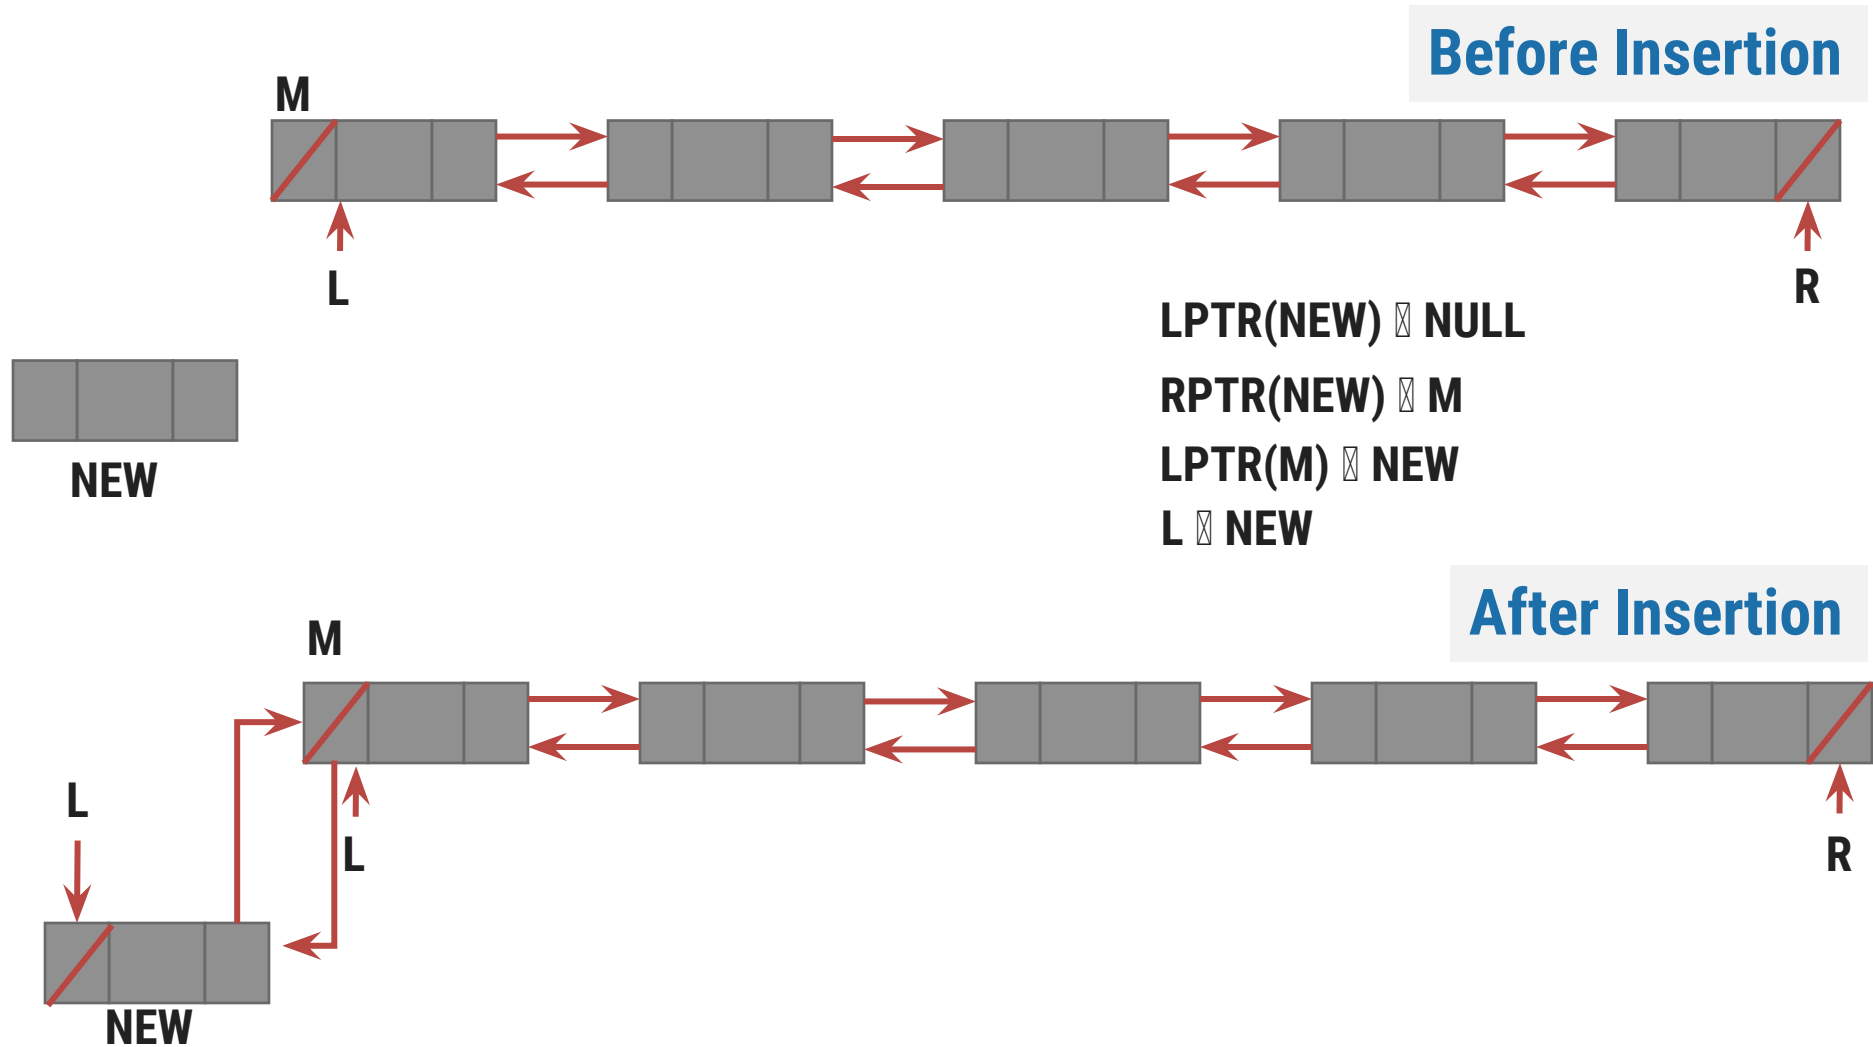 Before Insertion
M
L
R
LPTR(NEW)  NULL
RPTR(NEW)  M
LPTR(M)  NEW
L  NEW
NEW
After Insertion
M
L
L
R
NEW